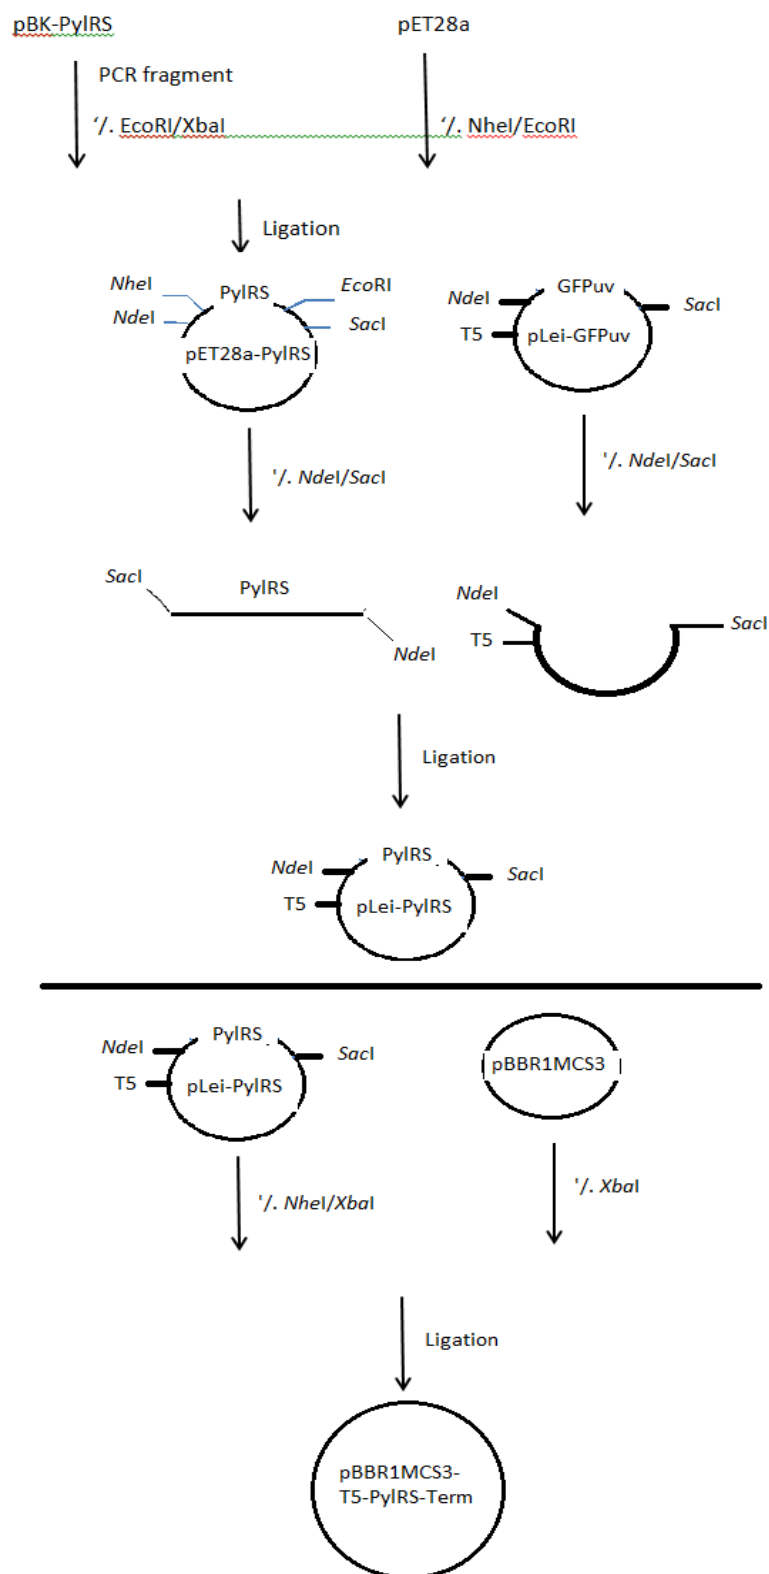 pBK-PylRS pET28a
PCR fragment
'/. EcoRI/XbaI '/. NheI/EcoRI
Ligation
NheI PylRS EcoRI
NdeI SacI
pET28a-PylRS
GFPuv
NdeI SacI
T5 pLei-GFPuv
'/. NdeI/SacI '/. NdeI/SacI
SacI PylRS
NdeI
NdeI
T5 SacI
Ligation
PylRS
NdeI SacI
T5 pLei-PylRS
PylRS
NdeI SacI
T5 pLei-PylRS
pBBR1MCS3
'/. NheI/XbaI '/. XbaI
Ligation
pBBR1MCS3-
T5-PylRS-Term